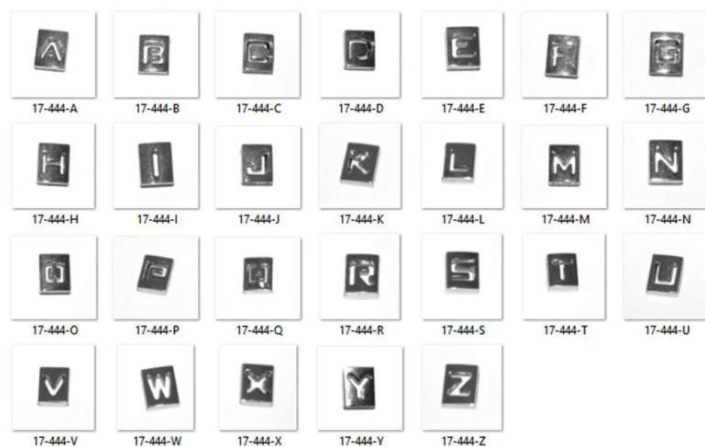 A B C D E F G
17-444-A 17-444-B 17-444-C 17-444-D 17-444-E 17-444-F 17-444-G
H I J K L M N
17-444-H 17-444-I 17-444-J 17-444-K 17-444-L 17-444-M 17-444-N
O P Q R S T U
17-444-O 17-444-P 17-444-Q 17-444-R 17-444-S 17-444-T 17-444-U
V W X Y Z
17-444-V 17-444-W 17-444-X 17-444-Y 17-444-Z